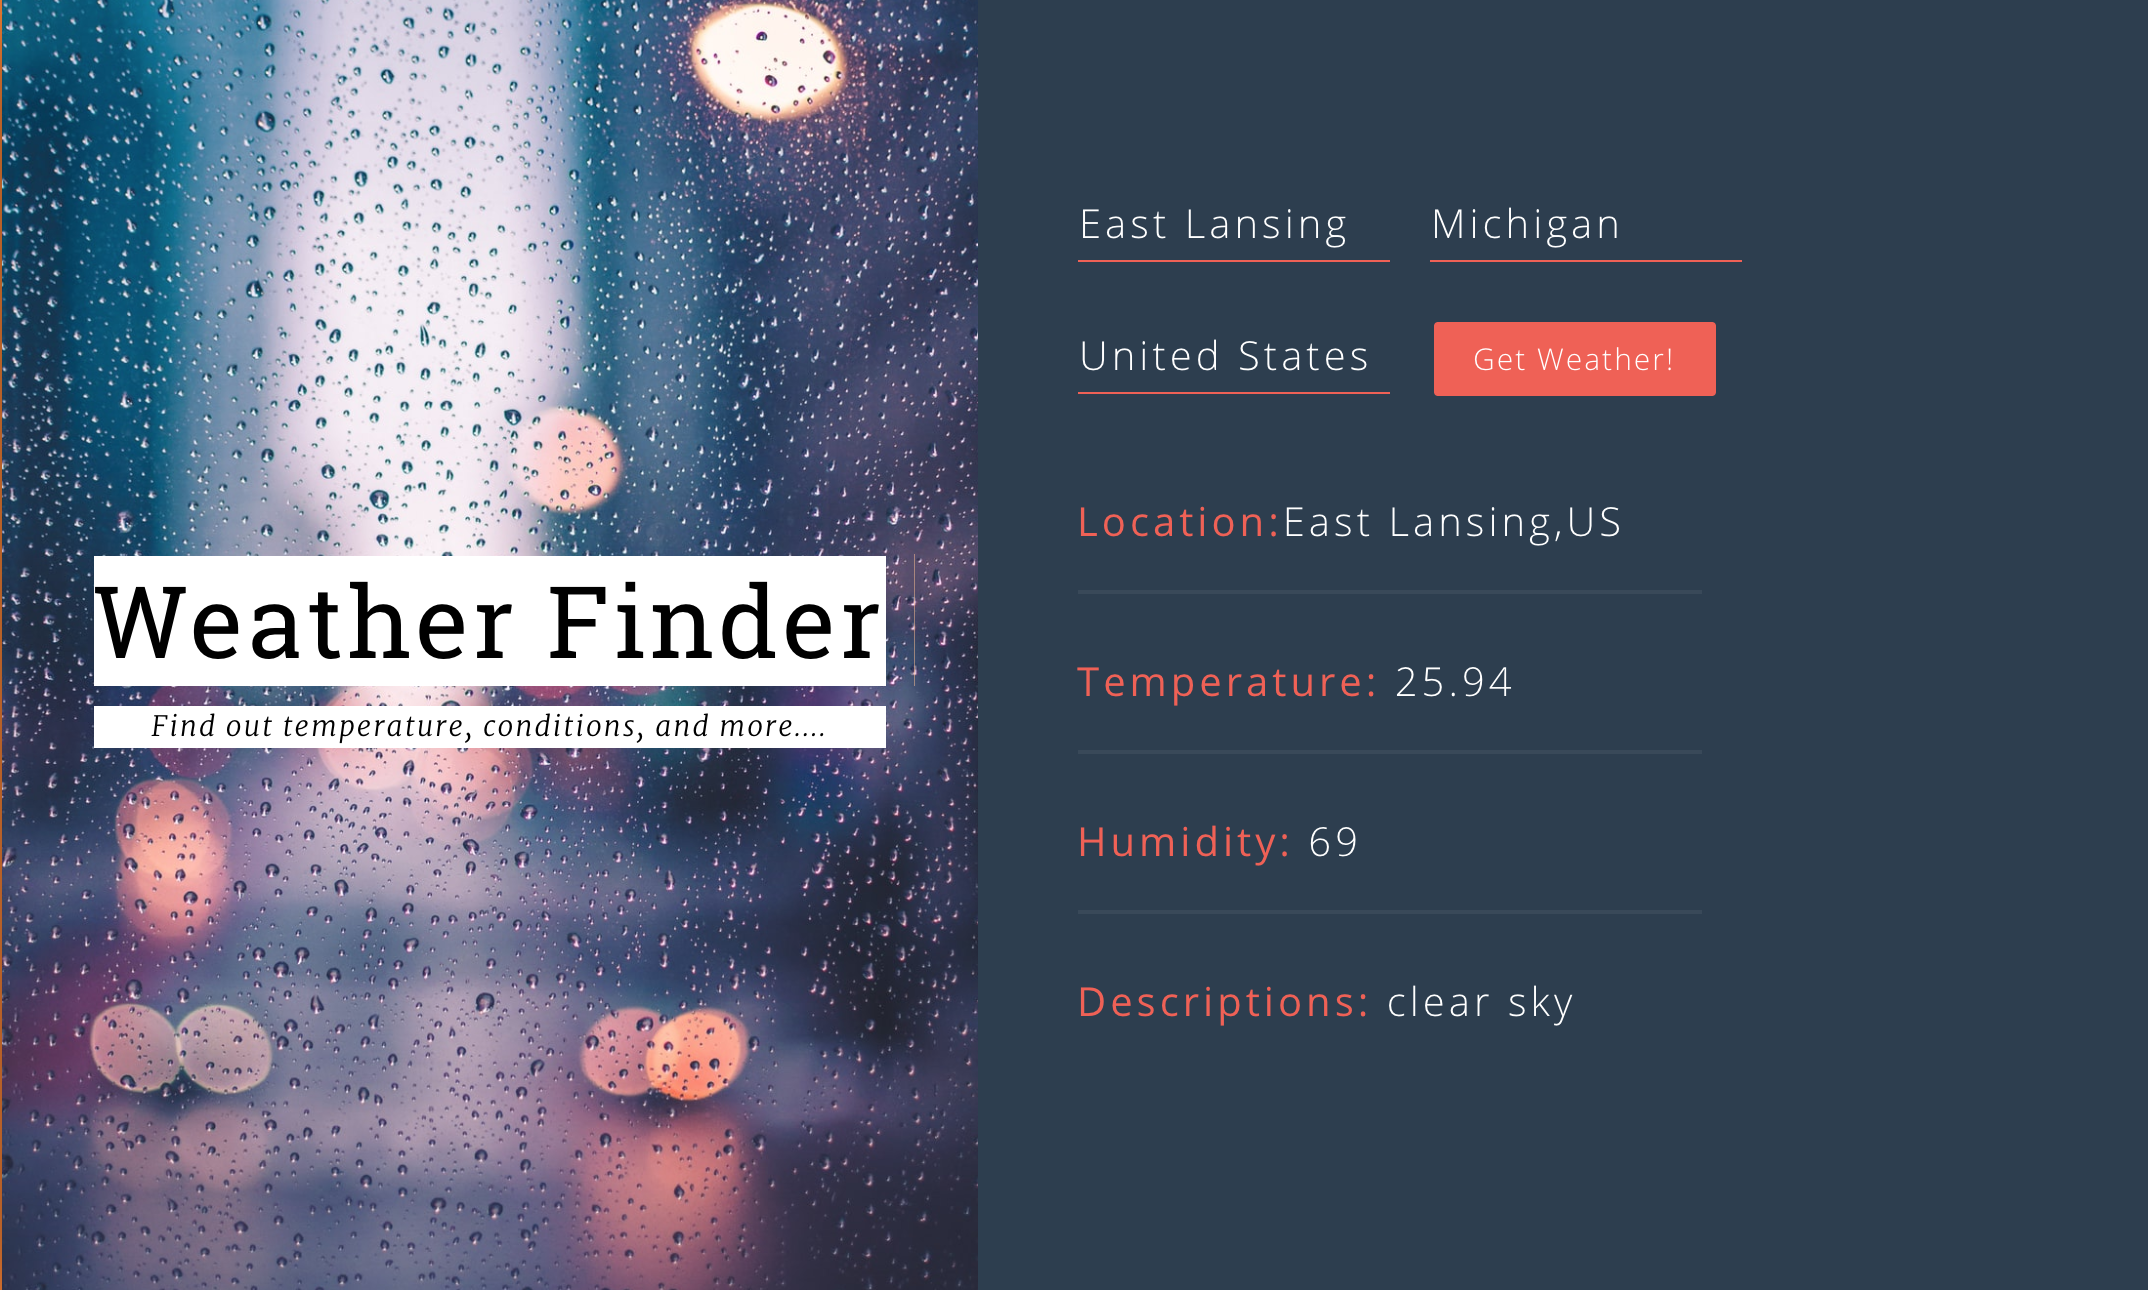 Weather Finder
Find out temperature, conditions, and more....
East Lansing
Michigan
United States
Get Weather!
Location:East Lansing,US
Temperature: 25.94
Humidity: 69
Descriptions: clear sky